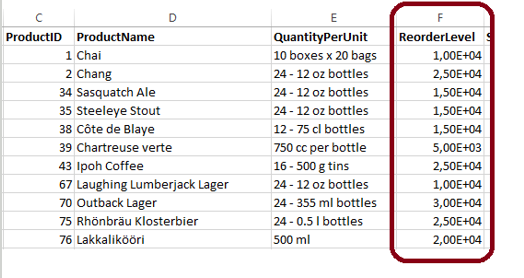 C D E F
ProductID ProductName QuantityPerUnit ReorderLevel S
1 Chai 10 boxes x 20 bags 1,00E+04
2 Chang 24 - 12 oz bottles 2,50E+04
34 Sasquatch Ale 24 - 12 oz bottles 1,50E+04
35 Steeleye Stout 24 - 12 oz bottles 1,50E+04
38 Côte de Blaye 12 - 75 cl bottles 1,50E+04
39 Chartreuse verte 750 cc per bottle 5,00E+03
43 Ipoh Coffee 16 - 500 g tins 2,50E+04
67 Laughing Lumberjack Lager 24 - 12 oz bottles 1,00E+04
70 Outback Lager 24 - 355 ml bottles 3,00E+04
75 Rhönbräu Klosterbier 24 - 0.5 l bottles 2,50E+04
76 Lakkalikööri 500 ml 2,00E+04